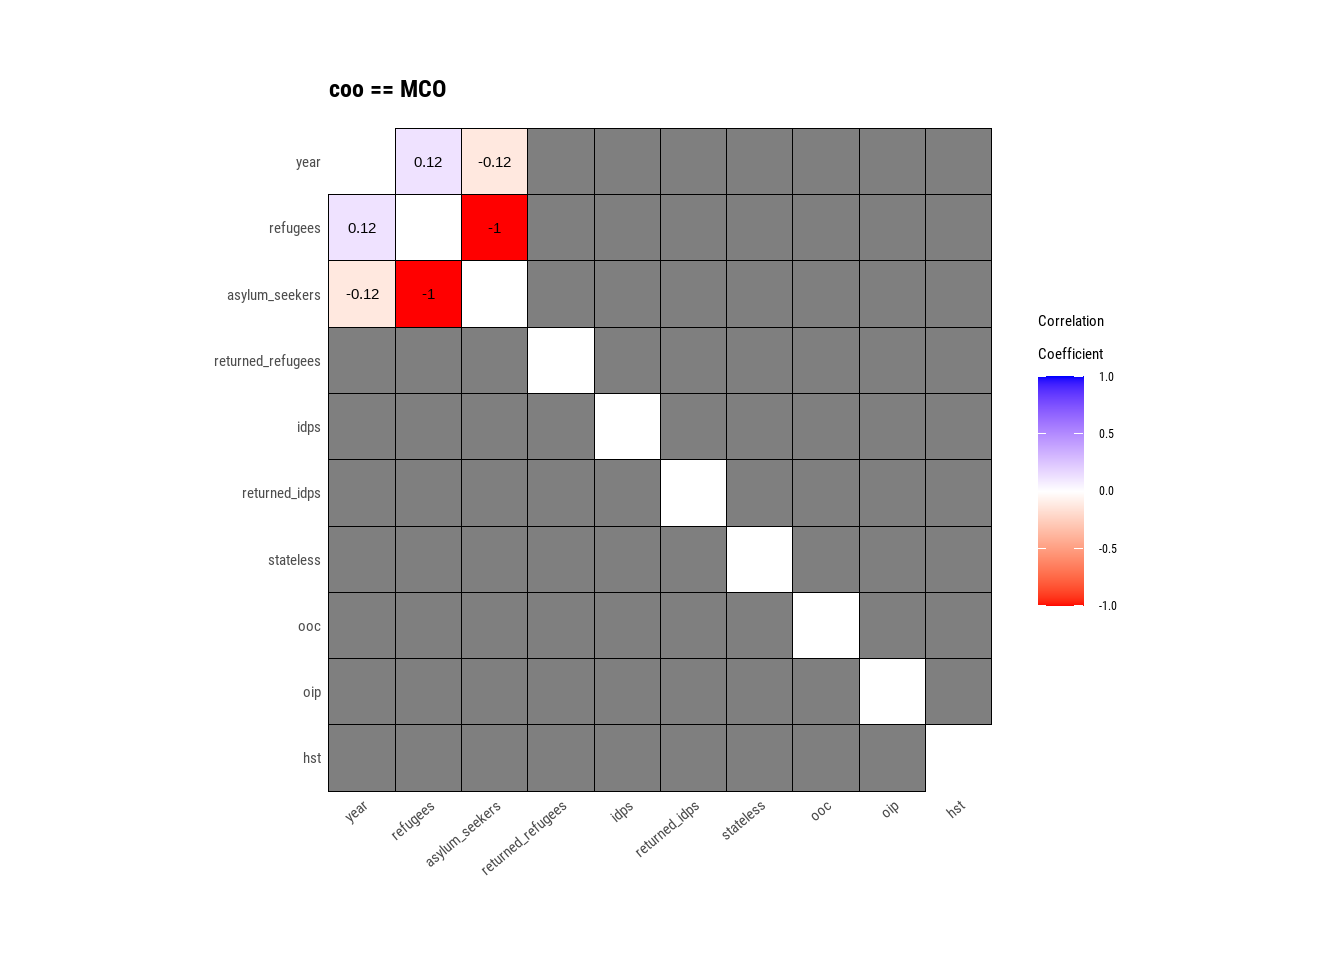 coo == MCO
year
0.12
-0.12
refugees
0.12
-1
asylum_seekers
-0.12
-1
returned_refugees
idps
returned_idps
stateless
ooc
oip
hst
year
refugees
asylum_seekers
returned_refugees
idps
returned_idps
stateless
ooc
oip
hst
Correlation
Coefficient
1.0
0.5
0.0
-0.5
-1.0